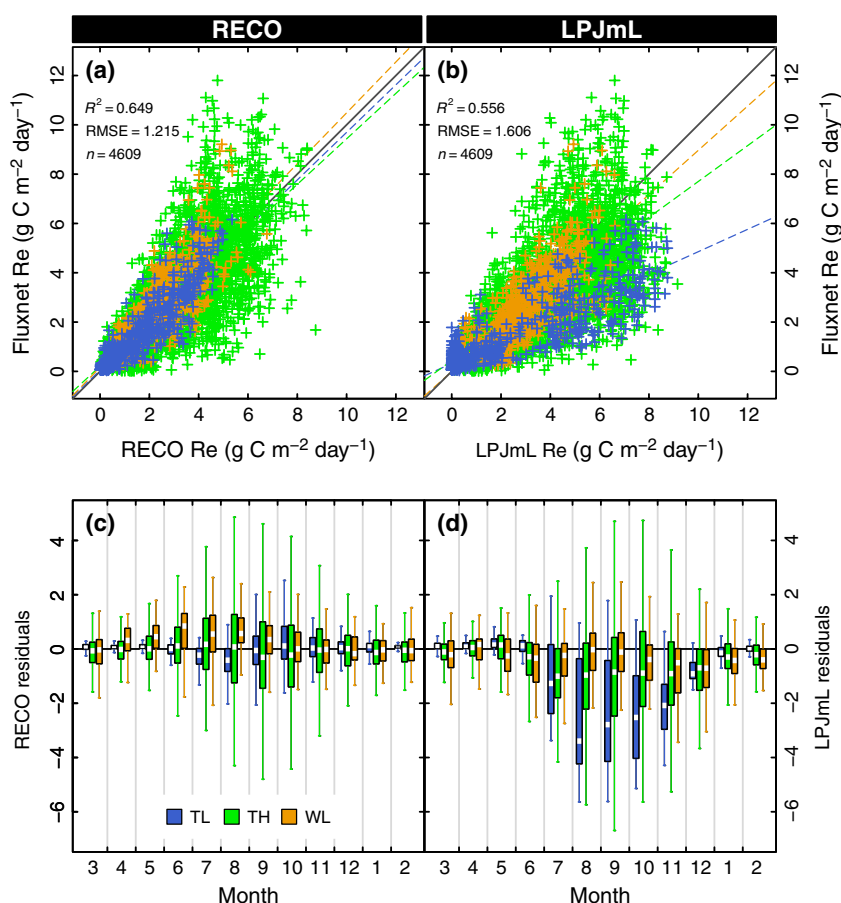 RECO
LPJmL
(a)
R² = 0.649
RMSE = 1.215
n = 4609
Fluxnet Re (g C m⁻² day⁻¹)
0 2 4 6 8 10 12
0 2 4 6 8 10 12
RECO Re (g C m⁻² day⁻¹)
(b)
R² = 0.556
RMSE = 1.606
n = 4609
Fluxnet Re (g C m⁻² day⁻¹)
0 2 4 6 8 10 12
0 2 4 6 8 10 12
LPJmL Re (g C m⁻² day⁻¹)
(c)
RECO residuals
−6 −4 −2 0 2 4
TL TH WL
3 4 5 6 7 8 9 10 11 12 1 2
Month
(d)
LPJmL residuals
−6 −4 −2 0 2 4
3 4 5 6 7 8 9 10 11 12 1 2
Month